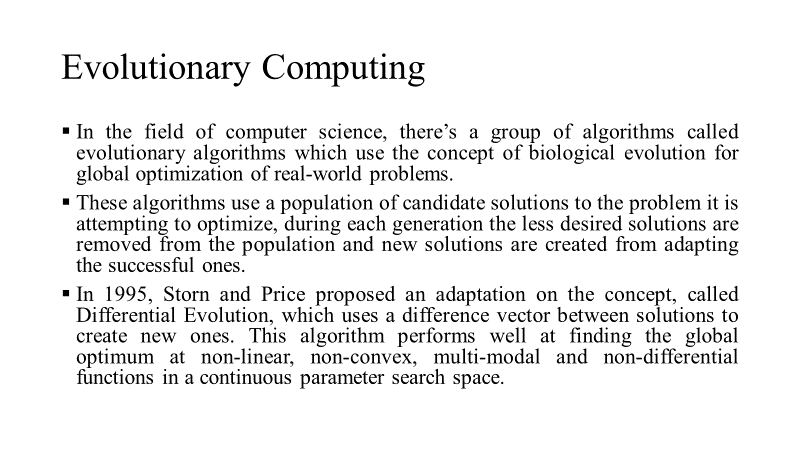 Evolutionary Computing
▪ In the field of computer science, there’s a group of algorithms called
evolutionary algorithms which use the concept of biological evolution for
global optimization of real-world problems.
▪ These algorithms use a population of candidate solutions to the problem it is
attempting to optimize, during each generation the less desired solutions are
removed from the population and new solutions are created from adapting
the successful ones.
▪ In 1995, Storn and Price proposed an adaptation on the concept, called
Differential Evolution, which uses a difference vector between solutions to
create new ones. This algorithm performs well at finding the global
optimum at non-linear, non-convex, multi-modal and non-differential
functions in a continuous parameter search space.